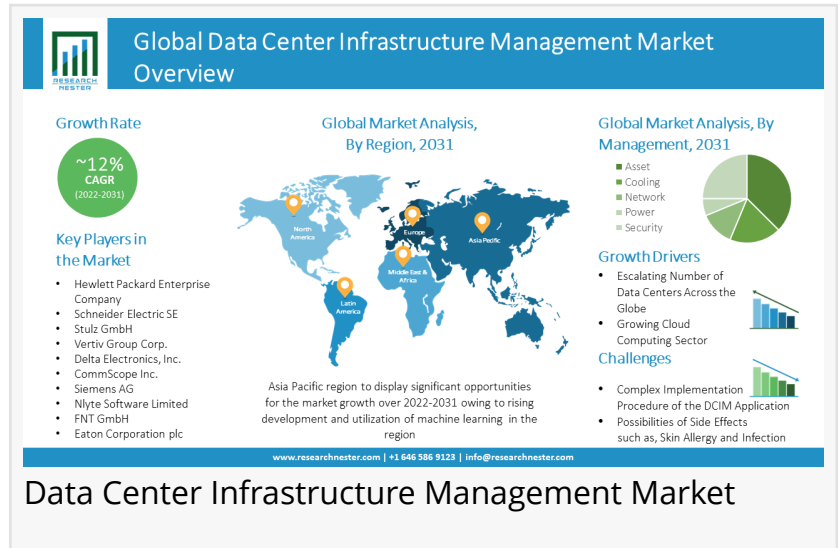 Global Data Center Infrastructure Management Market
Overview
RESEARCH
NESTER
Growth Rate
~12%
CAGR
(2022-2031)
Key Players in
the Market
• Hewlett Packard Enterprise
Company
• Schneider Electric SE
• Stulz GmbH
• Vertiv Group Corp.
• Delta Electronics, Inc.
• CommScope Inc.
• Siemens AG
• Nlyte Software Limited
• FNT GmbH
• Eaton Corporation plc
Global Market Analysis,
By Region, 2031
North
America
Europe
Asia Pacific
Middle East &
Africa
Latin
America
Asia Pacific region to display significant opportunities
for the market growth over 2022-2031 owing to rising
development and utilization of machine learning in the
region
Global Market Analysis, By
Management, 2031
Asset
Cooling
Network
Power
Security
Growth Drivers
• Escalating Number of
Data Centers Across the
Globe
• Growing Cloud
Computing Sector
Challenges
• Complex Implementation
Procedure of the DCIM Application
• Possibilities of Side Effects
such as, Skin Allergy and Infection
www.researchnester.com | +1 646 586 9123 | info@researchnester.com
Data Center Infrastructure Management Market